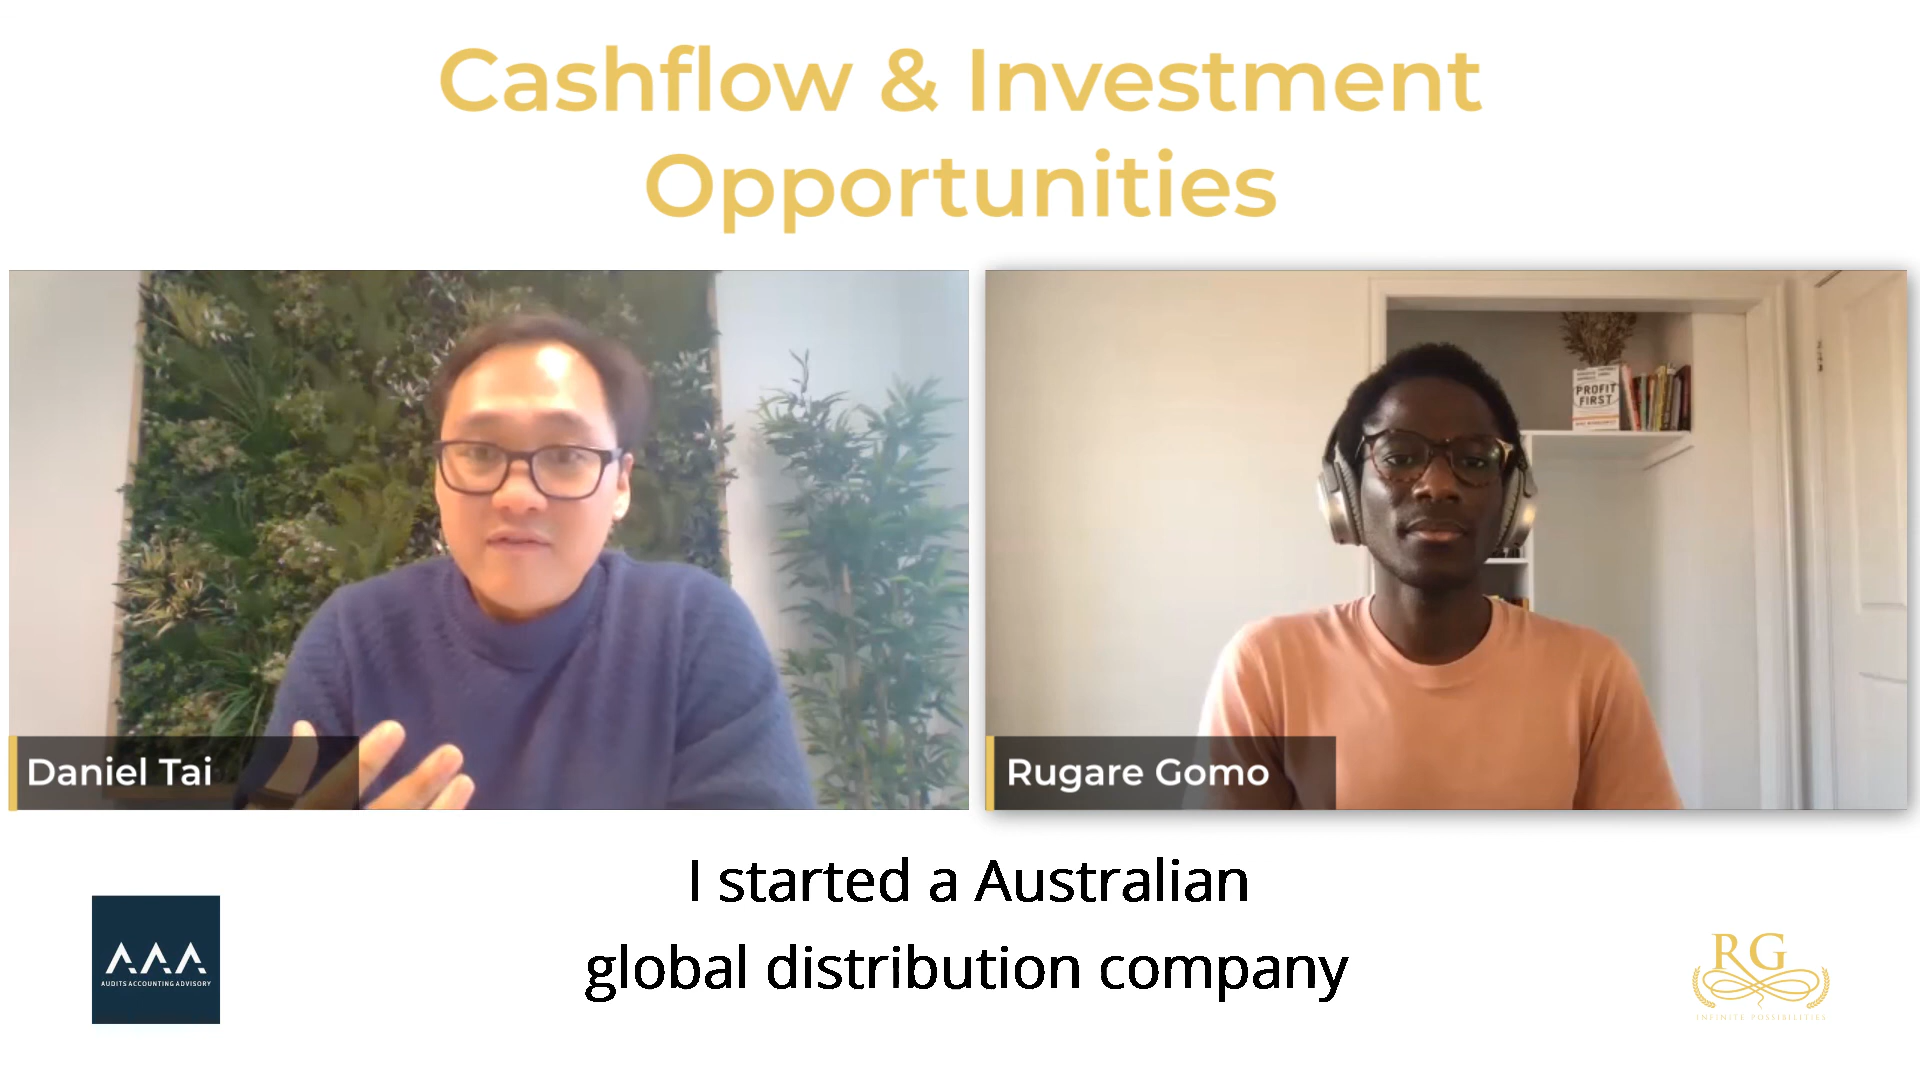 Cashflow & Investment
Opportunities
PROFIT
FIRST
Daniel Tai
Rugare Gomo
I started a Australian
global distribution company
AAA
AUDITS ACCOUNTING ADVISORY
RG
INFINITE POSSIBILITIES